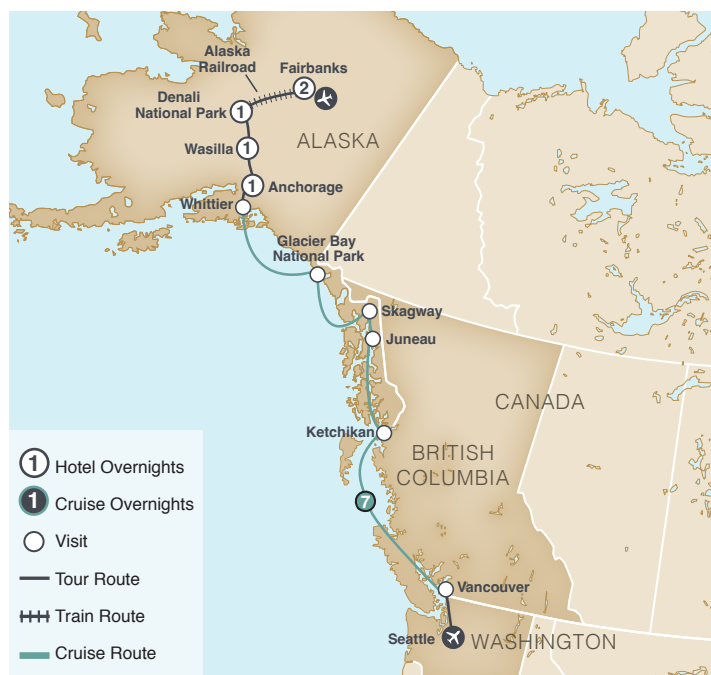 Alaska
Railroad
Fairbanks
2
Denali
National Park
1
ALASKA
Wasilla
1
1
Anchorage
Whittier
Glacier Bay
National Park
Skagway
Juneau
CANADA
Ketchikan
BRITISH
COLUMBIA
7
Vancouver
Seattle
WASHINGTON
1 Hotel Overnights
1 Cruise Overnights
Visit
Tour Route
Train Route
Cruise Route